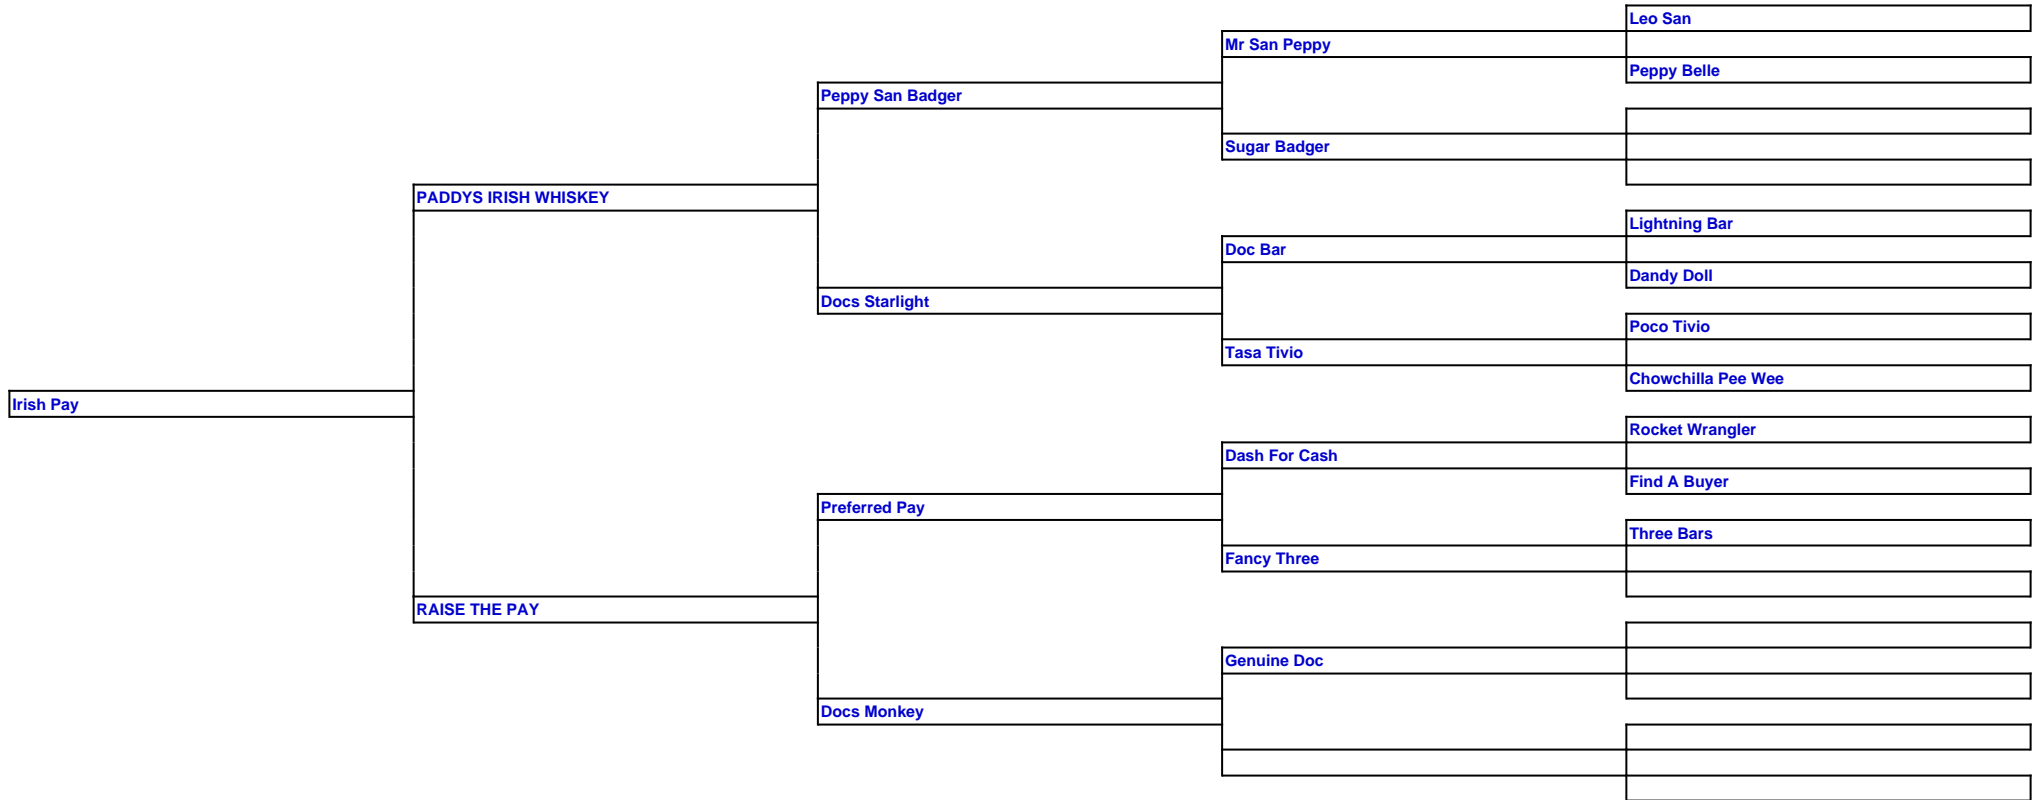 Leo San
Mr San Peppy
Peppy Belle
Peppy San Badger
Sugar Badger
PADDYS IRISH WHISKEY
Lightning Bar
Doc Bar
Dandy Doll
Docs Starlight
Poco Tivio
Tasa Tivio
Chowchilla Pee Wee
Irish Pay
Rocket Wrangler
Dash For Cash
Find A Buyer
Preferred Pay
Three Bars
Fancy Three
RAISE THE PAY
Genuine Doc
Docs Monkey